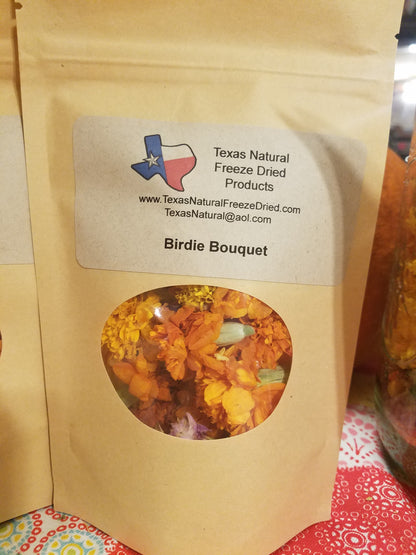 Texas Natural
Freeze Dried
Products
www.TexasNaturalFreezeDried.com
TexasNatural@aol.com
Birdie Bouquet